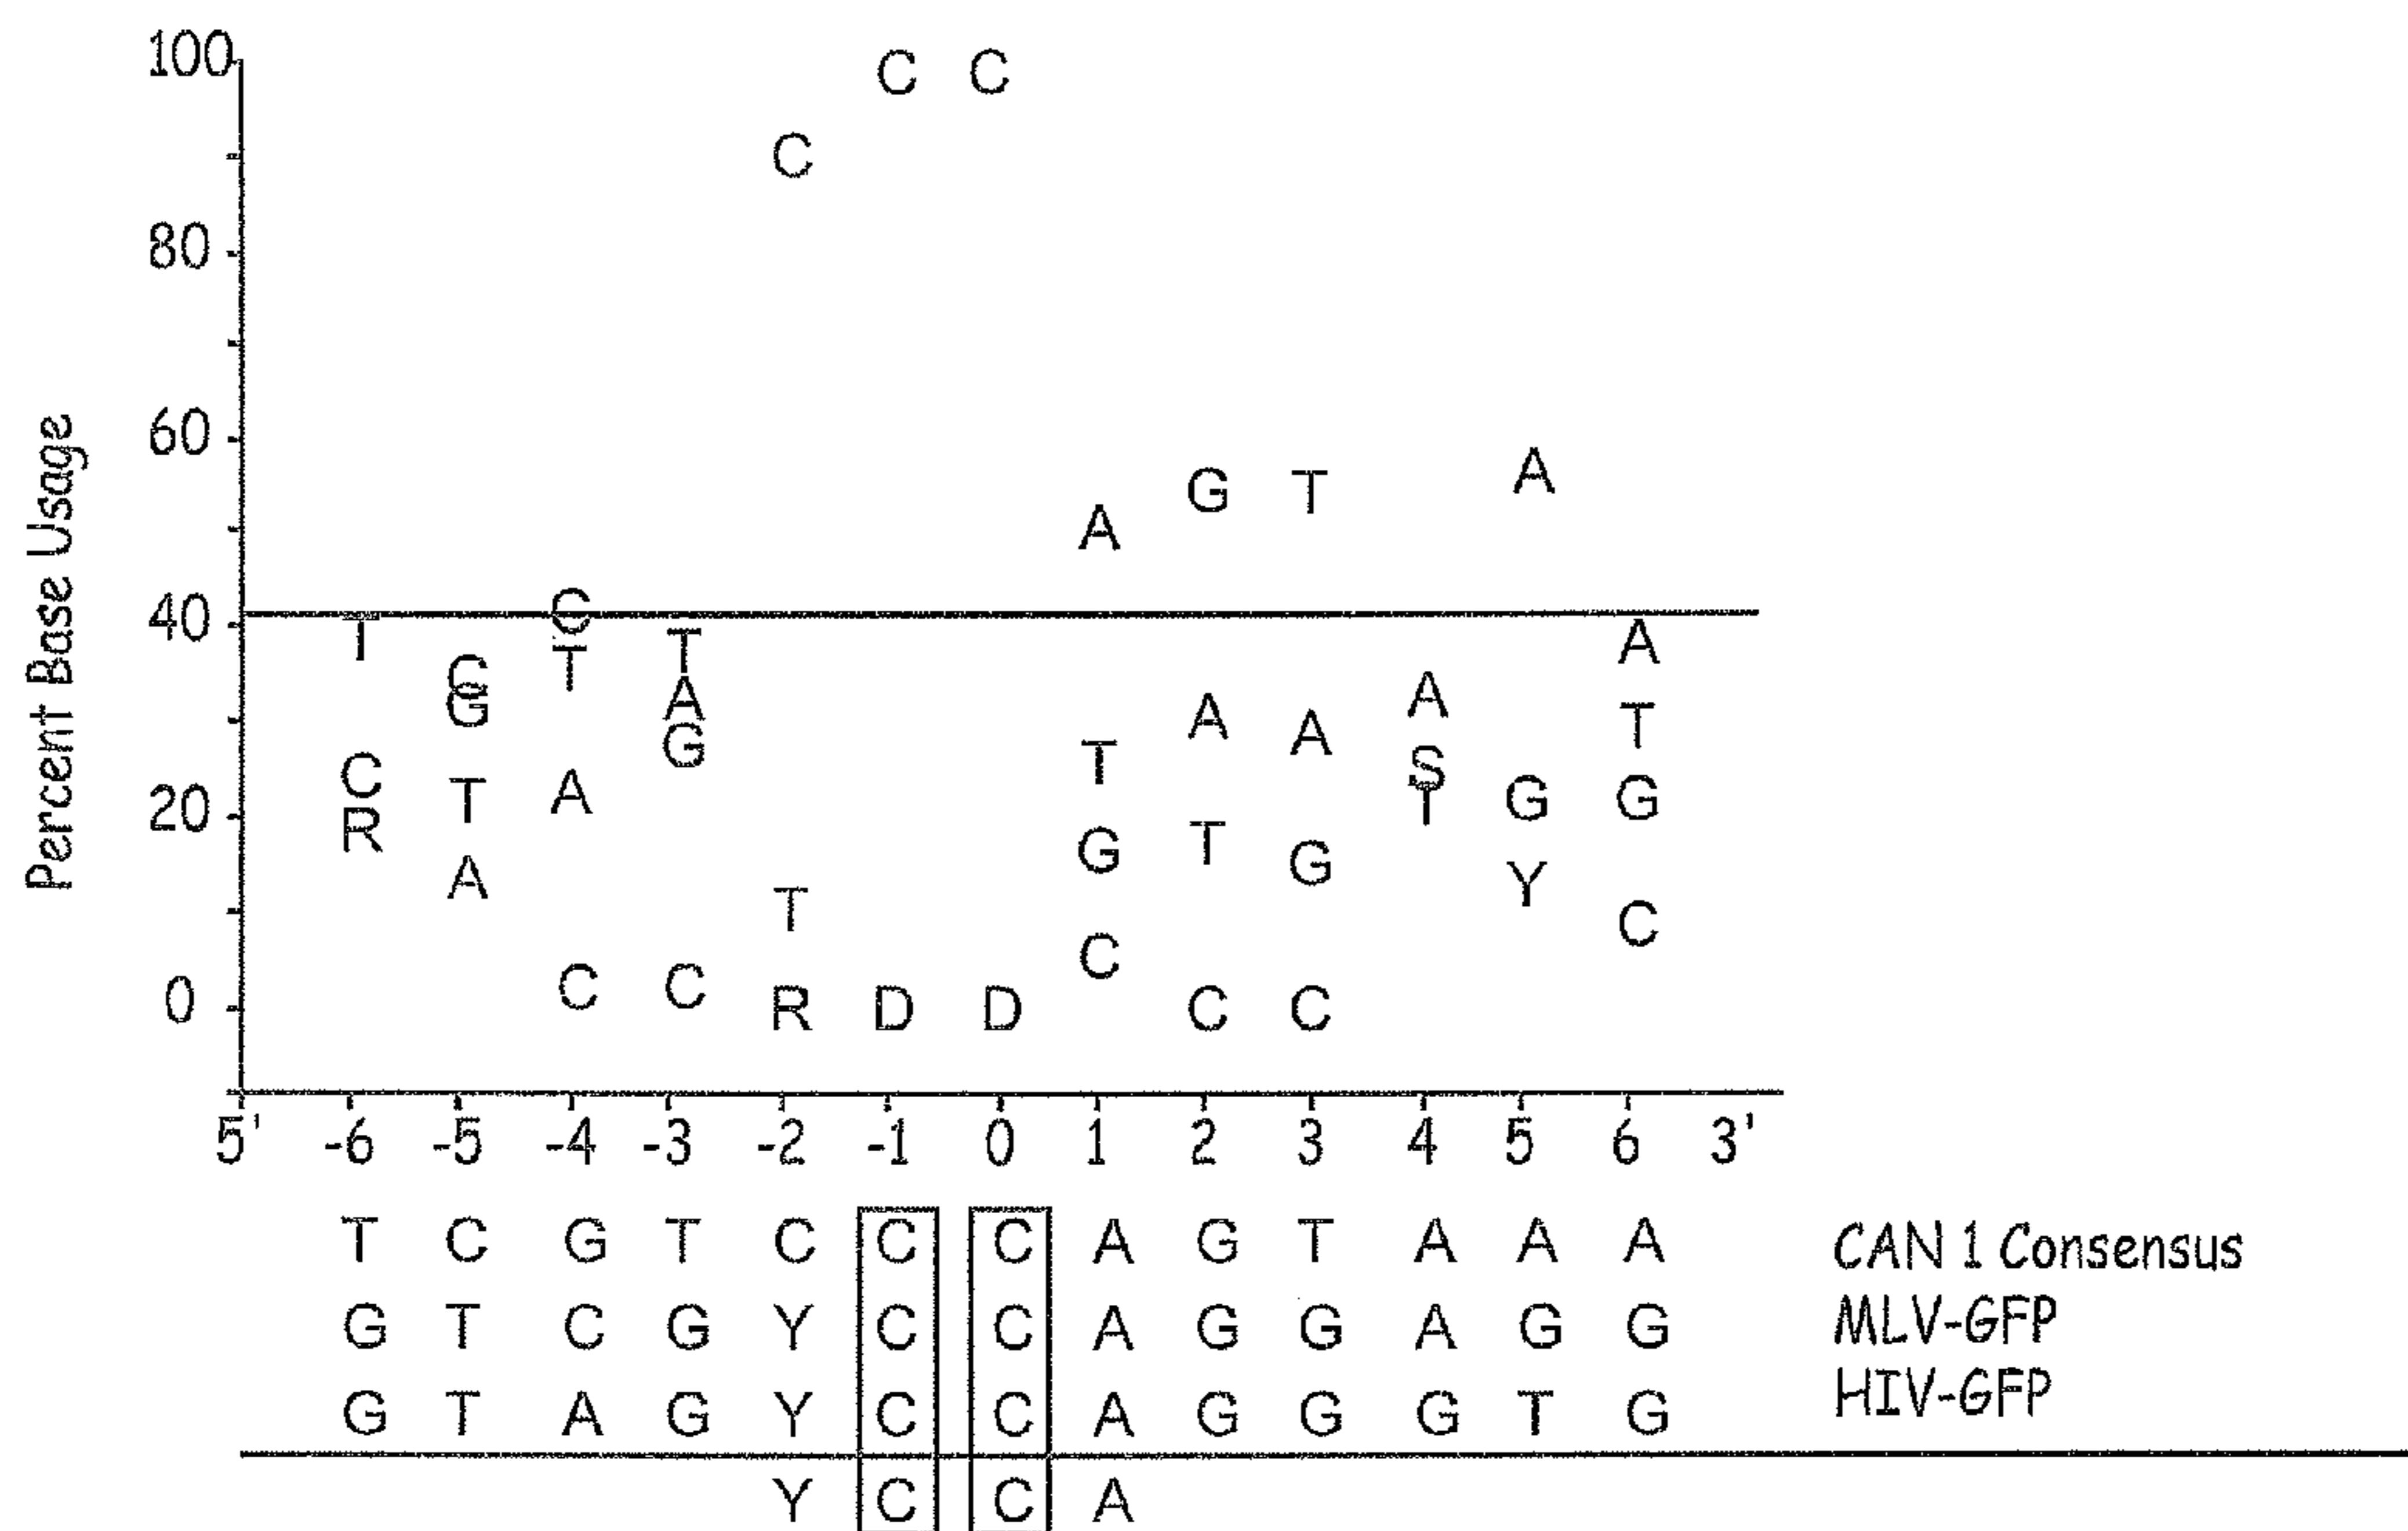 Percent Base Usage
100 C C
C
80
60
G T A
A
40 C
T T T A
C
G A A A T
G T A
C S
R T A T G G
20 G T G Y
A
T C C
C C
0 R D D C C
5' -6 -5 -4 -3 -2 -1 0 1 2 3 4 5 6 3'
T C G T C C C A G T A A A CAN 1 Consensus
G T C G Y C C A G G A G G MLV-GFP
G T A G Y C C A G G G T G HIV-GFP
Y C C A